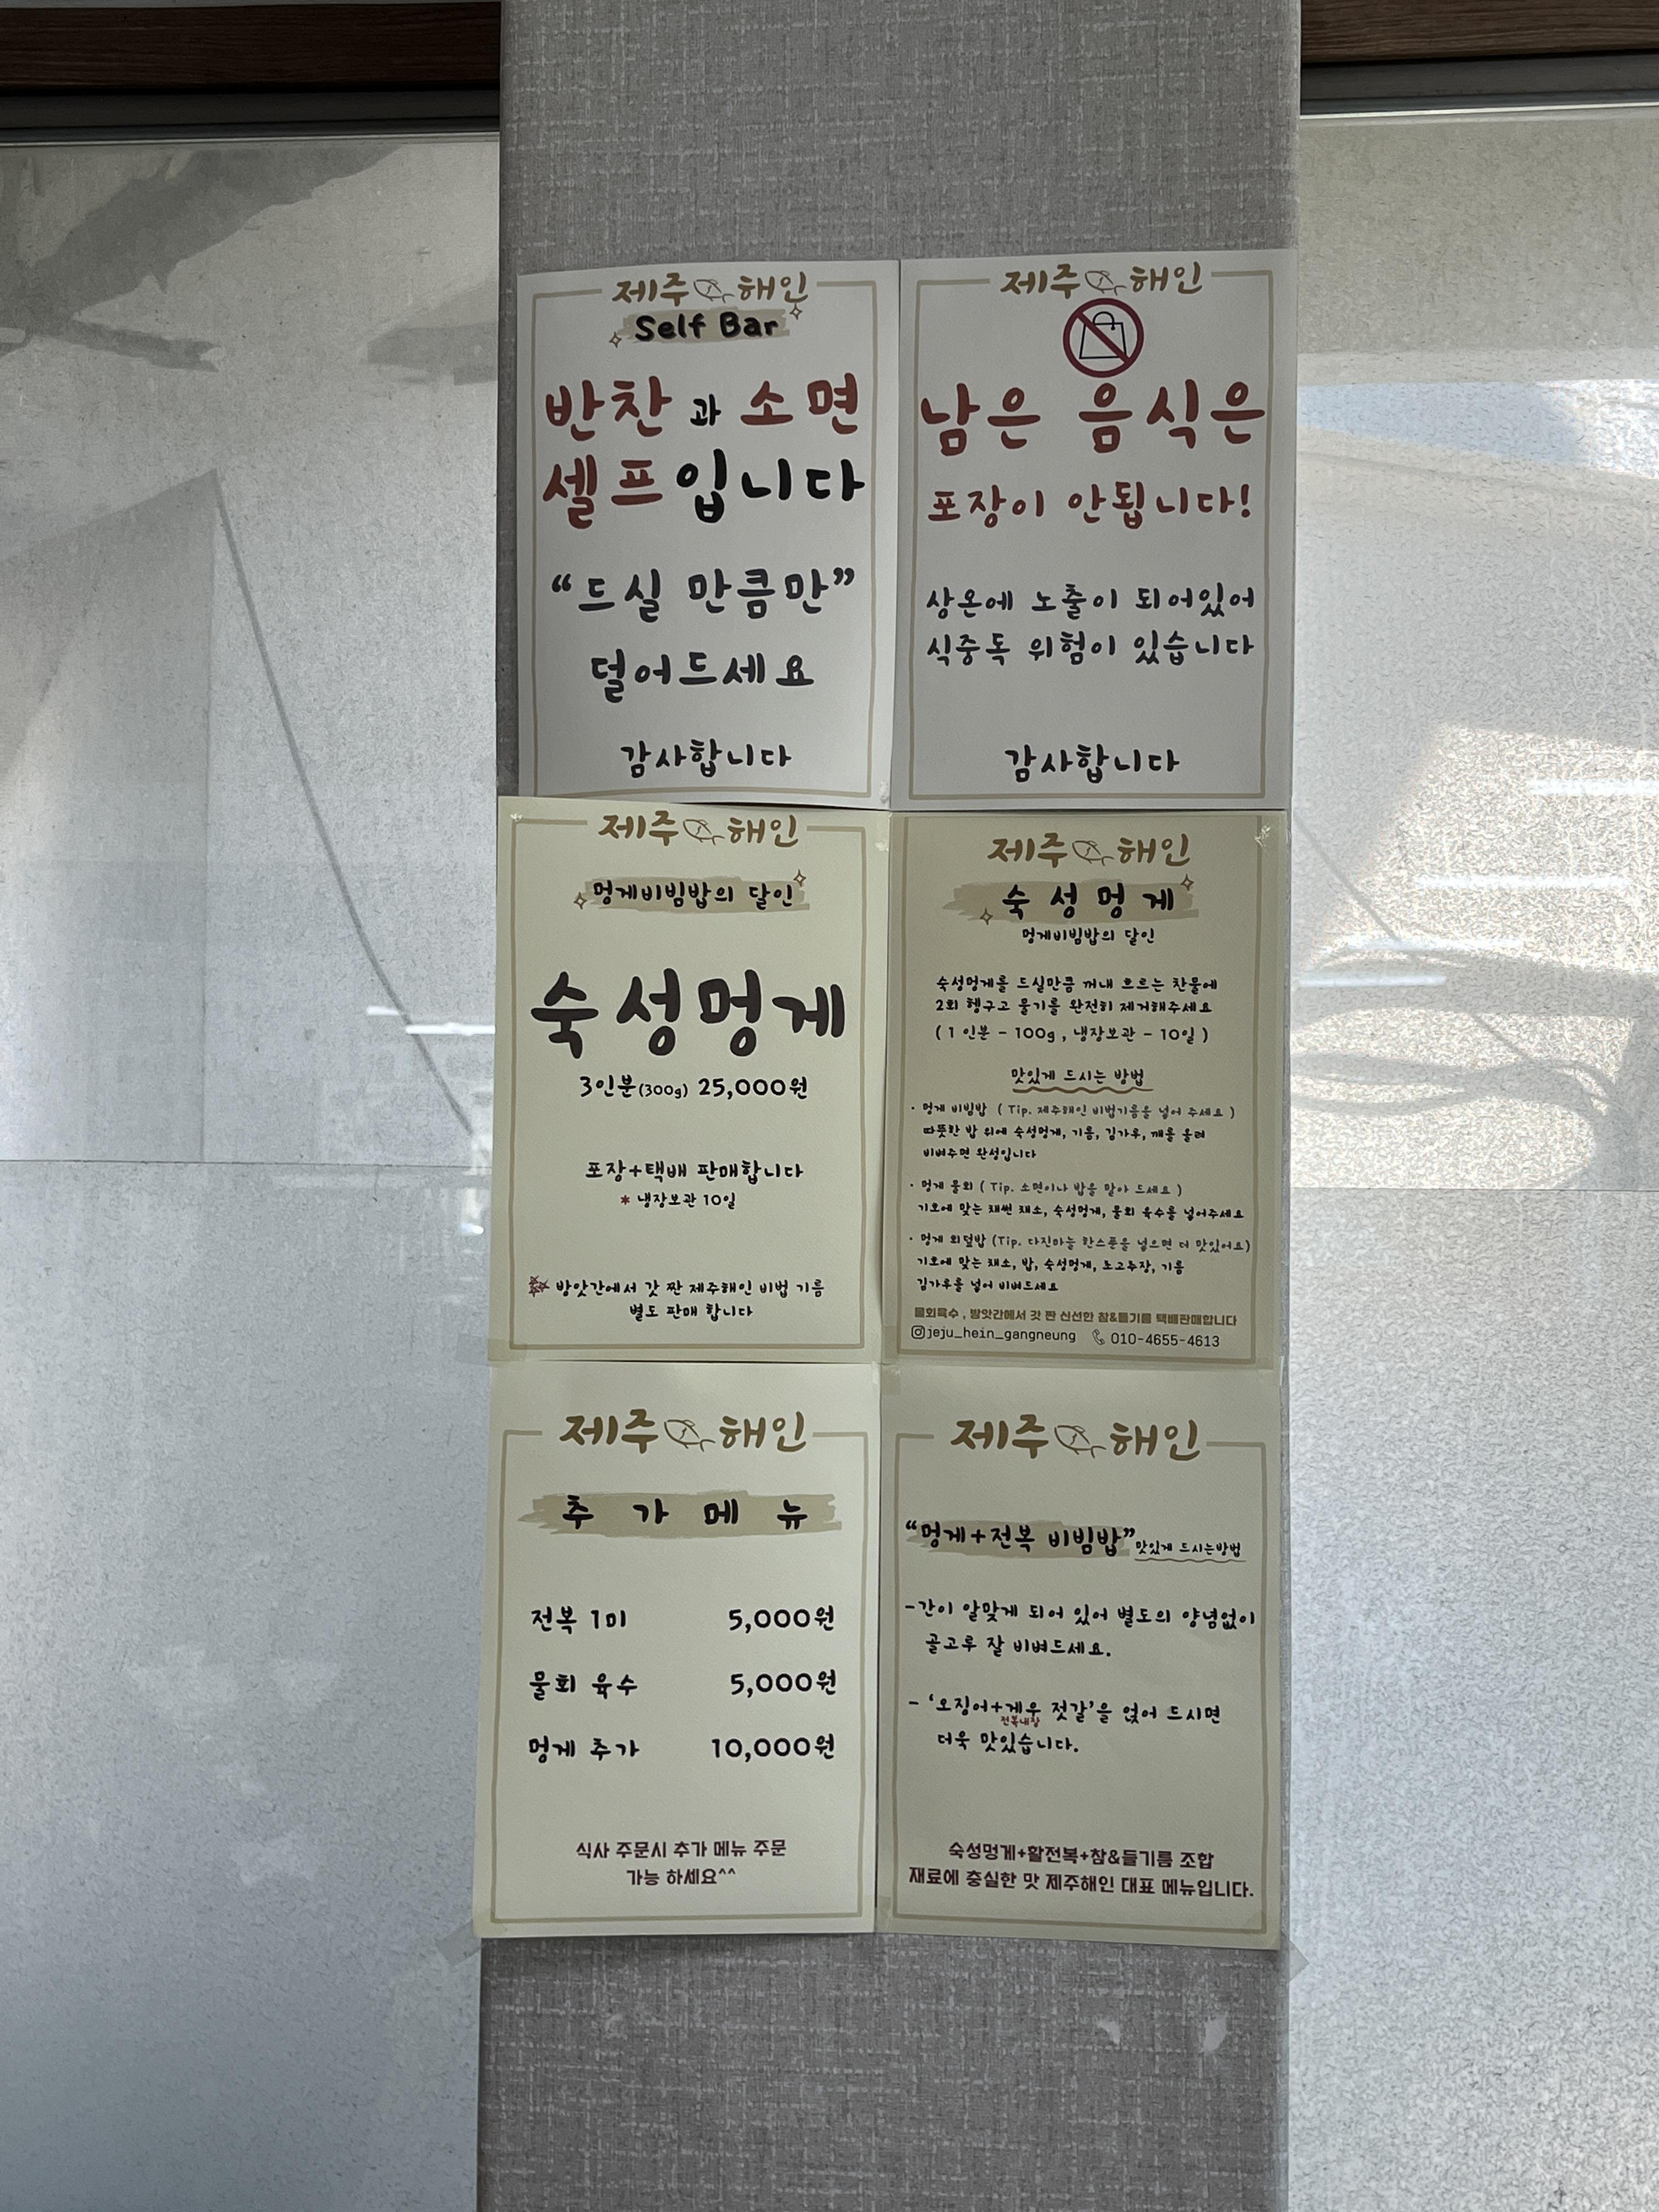 제주 해인
Self Bar
반찬과 소면
셀프입니다
“드실 만큼만”
덜어드세요
감사합니다
제주 해인
남은 음식은
포장이 안됩니다!
상온에 노출이 되어있어
식중독 위험이 있습니다
감사합니다
제주 해인
멍게비빔밥의 달인
숙성멍게
3인분(300g) 25,000원
포장+택배 판매합니다
* 냉장보관 10일
방앗간에서 갓 짠 제주해인 비법 기름
별도 판매 합니다
제주 해인
숙성멍게
멍게비빔밥의 달인
숙성멍게를 드실만큼 꺼내 흐르는 찬물에
2회 헹구고 물기를 완전히 제거해주세요
( 1 인분 - 100g , 냉장보관 - 10일 )
맛있게 드시는 방법
· 멍게 비빔밥 ( Tip. 제주해인 비법기름을 넣어 주세요 )
따뜻한 밥 위에 숙성멍게, 기름, 김가루, 깨를 올려
비벼주면 완성입니다
· 멍게 물회 ( Tip. 소면이나 밥을 말아 드세요 )
기호에 맞는 채썬 채소, 숙성멍게, 물회 육수를 넣어주세요
· 멍게 회덮밥 (Tip. 다진마늘 한스푼을 넣으면 더 맛있어요)
기호에 맞는 채소, 밥, 숙성멍게, 초고추장, 기름
김가루를 넣어 비벼드세요
물회육수 , 방앗간에서 갓 짠 신선한 참&들기름 택배판매합니다
jeju_hein_gangneung 010-4655-4613
제주 해인
추가메뉴
전복 1미 5,000원
물회 육수 5,000원
멍게 추가 10,000원
식사 주문시 추가 메뉴 주문
가능 하세요^^
제주 해인
“멍게+전복 비빔밥” 맛있게 드시는방법
-간이 알맞게 되어 있어 별도의 양념없이
골고루 잘 비벼드세요.
- ‘오징어+게우 젓갈’을 얹어 드시면
전복내장
더욱 맛있습니다.
숙성멍게+활전복+참&들기름 조합
재료에 충실한 맛 제주해인 대표 메뉴입니다.